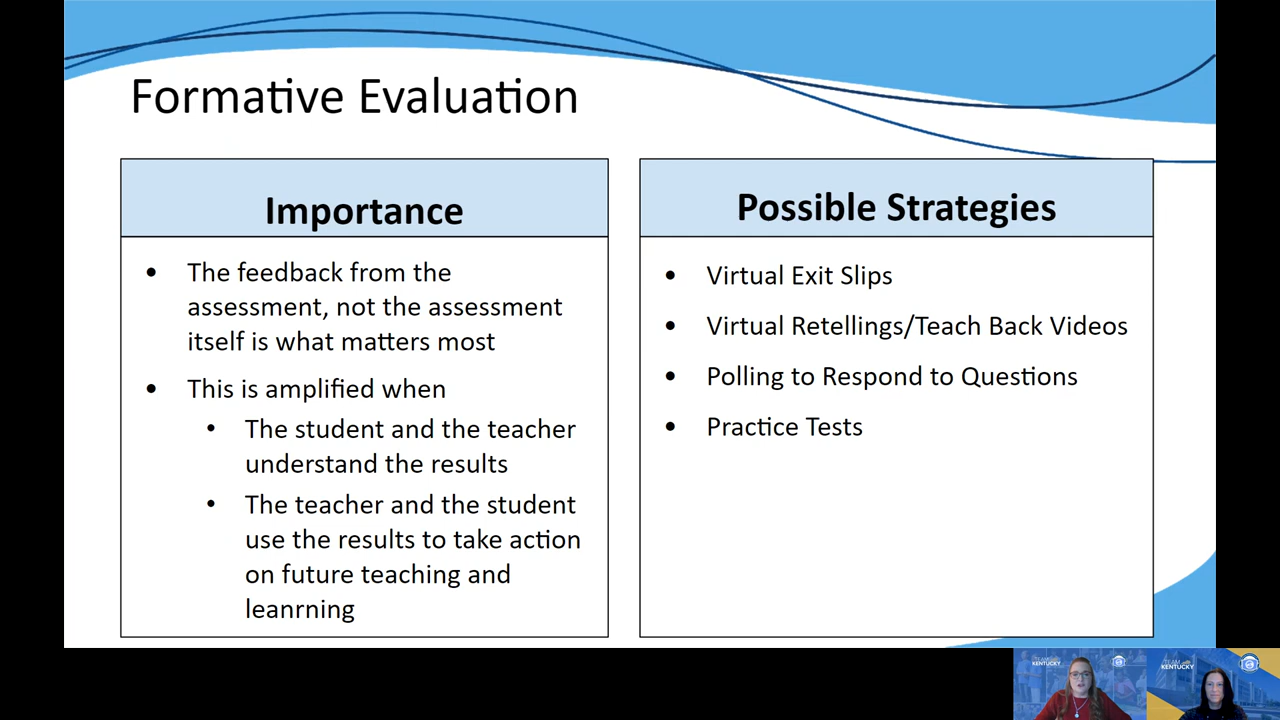 Formative Evaluation
Importance
The feedback from the
assessment, not the assessment
itself is what matters most
This is amplified when
The student and the teacher
understand the results
The teacher and the student
use the results to take action
on future teaching and
leanrning
Possible Strategies
Virtual Exit Slips
Virtual Retellings/Teach Back Videos
Polling to Respond to Questions
Practice Tests
KENTUCKY
TEAM
KENTUCKY